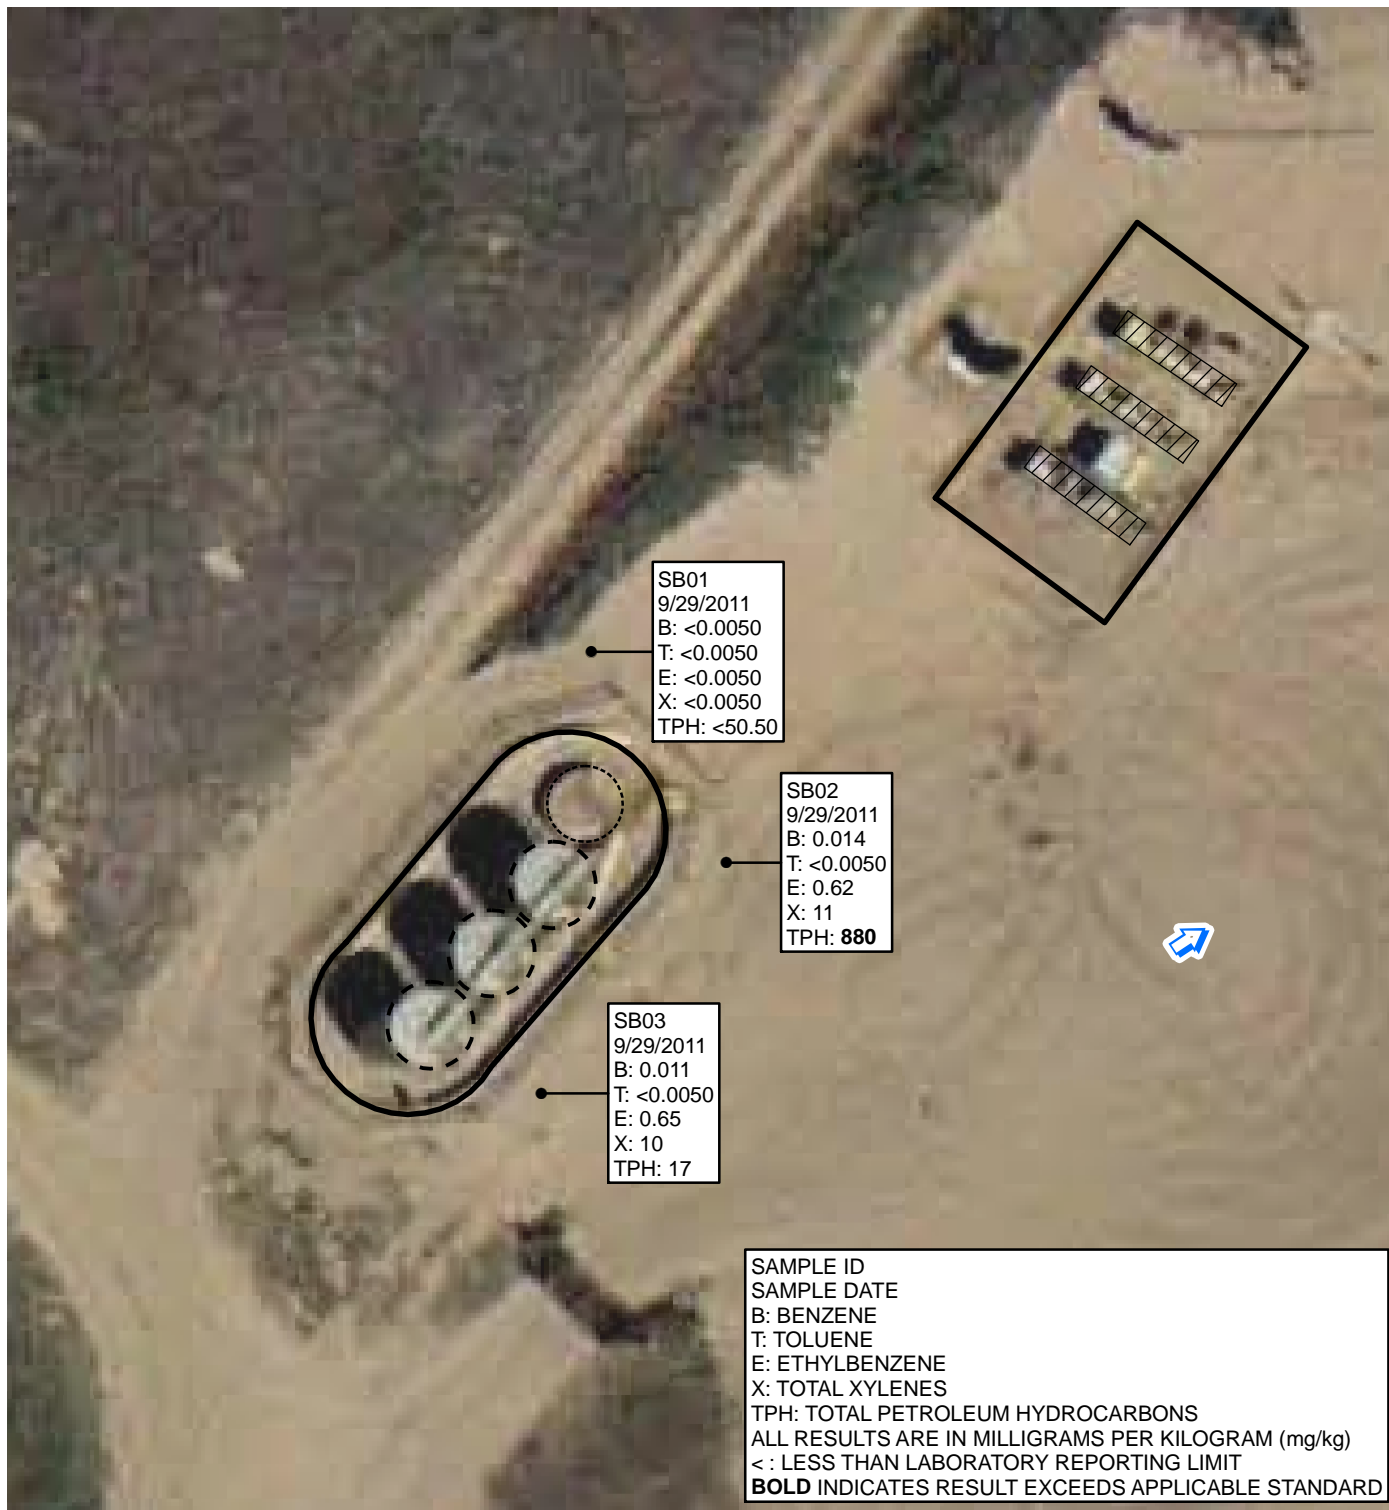 SB01
9/29/2011
B: <0.0050
T: <0.0050
E: <0.0050
X: <0.0050
TPH: <50.50
SB02
9/29/2011
B: 0.014
T: <0.0050
E: 0.62
X: 11
TPH: 880
SB03
9/29/2011
B: 0.011
T: <0.0050
E: 0.65
X: 10
TPH: 17
SAMPLE ID
SAMPLE DATE
B: BENZENE
T: TOLUENE
E: ETHYLBENZENE
X: TOTAL XYLENES
TPH: TOTAL PETROLEUM HYDROCARBONS
ALL RESULTS ARE IN MILLIGRAMS PER KILOGRAM (mg/kg)
< : LESS THAN LABORATORY REPORTING LIMIT
BOLD INDICATES RESULT EXCEEDS APPLICABLE STANDARD